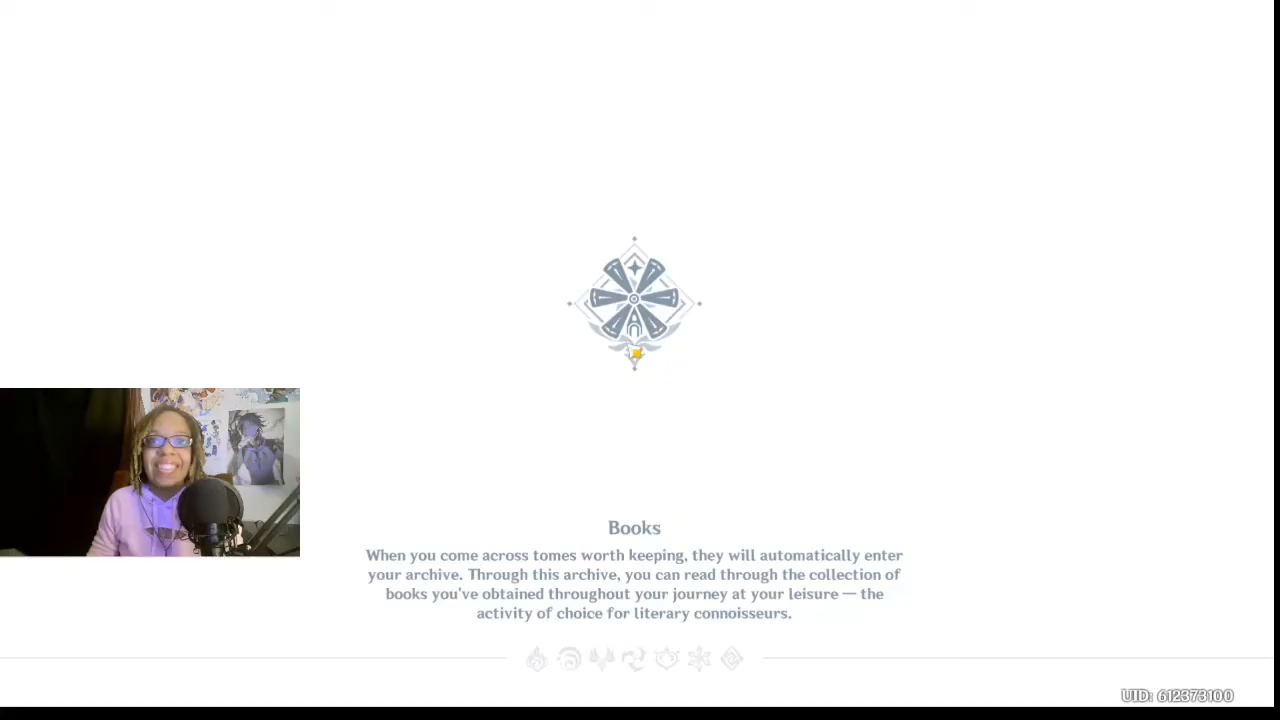 Books
When you come across tomes worth keeping, they will automatically enter
your archive. Through this archive, you can read through the collection of
books you've obtained throughout your journey at your leisure — the
activity of choice for literary connoisseurs.
UID: 612373100